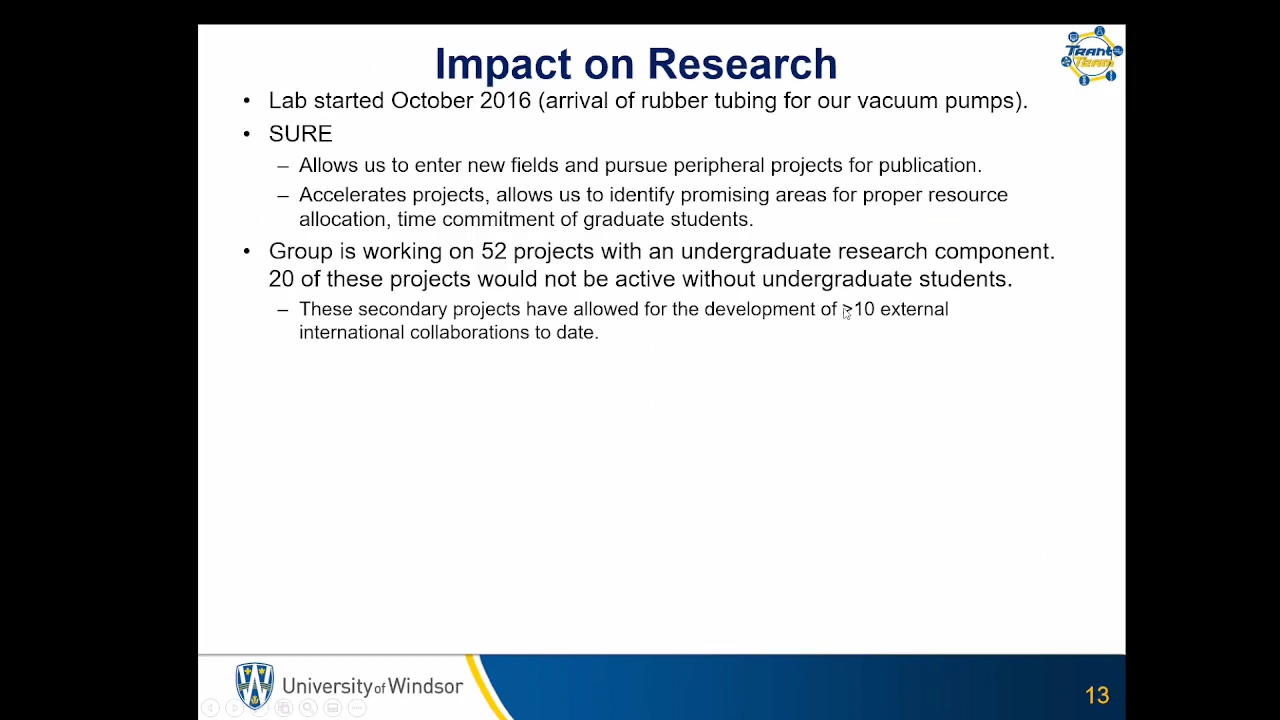 Impact on Research
TRANT
TEAM
• Lab started October 2016 (arrival of rubber tubing for our vacuum pumps).
• SURE
– Allows us to enter new fields and pursue peripheral projects for publication.
– Accelerates projects, allows us to identify promising areas for proper resource
allocation, time commitment of graduate students.
• Group is working on 52 projects with an undergraduate research component.
20 of these projects would not be active without undergraduate students.
– These secondary projects have allowed for the development of >10 external
international collaborations to date.
University of Windsor
13